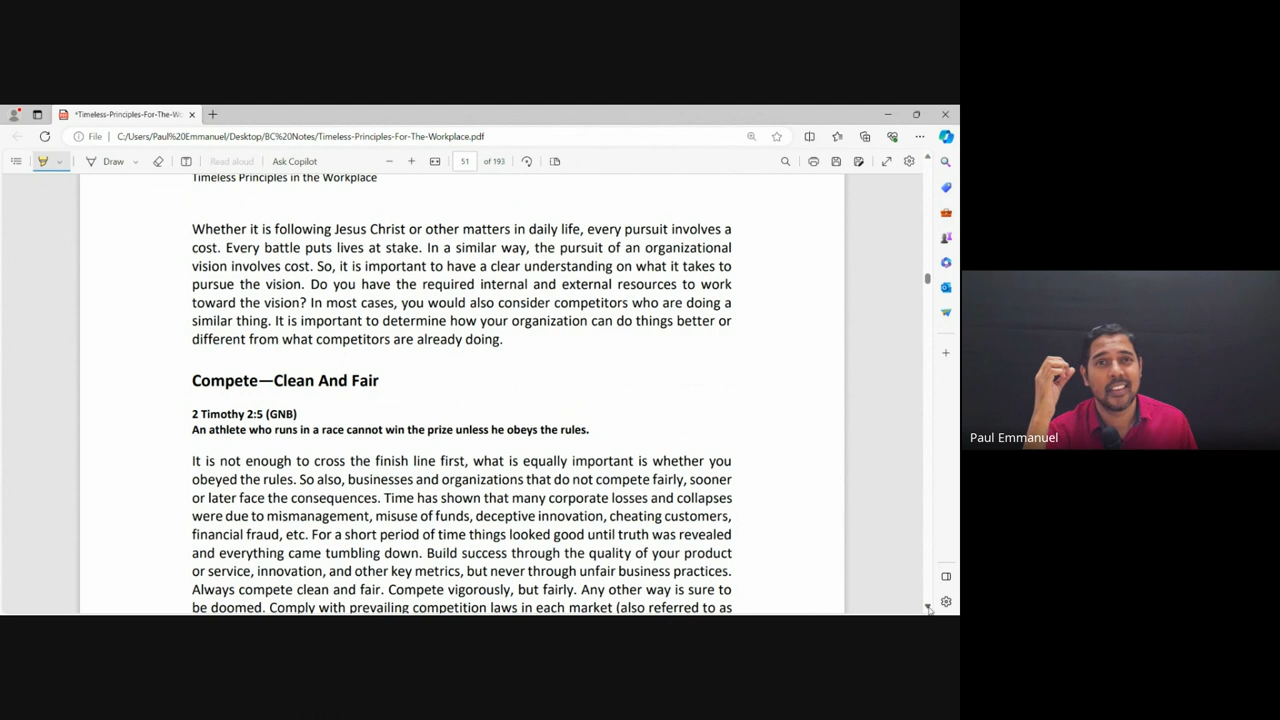 *Timeless-Principles-For-The-Wo
File
C:/Users/Paul%20Emmanuel/Desktop/BC%20Notes/Timeless-Principles-For-The-Workplace.pdf
Draw
Read aloud
Ask Copilot
51 of 193
Timeless Principles in the Workplace
Whether it is following Jesus Christ or other matters in daily life, every pursuit involves a
cost. Every battle puts lives at stake. In a similar way, the pursuit of an organizational
vision involves cost. So, it is important to have a clear understanding on what it takes to
pursue the vision. Do you have the required internal and external resources to work
toward the vision? In most cases, you would also consider competitors who are doing a
similar thing. It is important to determine how your organization can do things better or
different from what competitors are already doing.
Compete—Clean And Fair
2 Timothy 2:5 (GNB)
An athlete who runs in a race cannot win the prize unless he obeys the rules.
It is not enough to cross the finish line first, what is equally important is whether you
obeyed the rules. So also, businesses and organizations that do not compete fairly, sooner
or later face the consequences. Time has shown that many corporate losses and collapses
were due to mismanagement, misuse of funds, deceptive innovation, cheating customers,
financial fraud, etc. For a short period of time things looked good until truth was revealed
and everything came tumbling down. Build success through the quality of your product
or service, innovation, and other key metrics, but never through unfair business practices.
Always compete clean and fair. Compete vigorously, but fairly. Any other way is sure to
be doomed. Comply with prevailing competition laws in each market (also referred to as
Paul Emmanuel